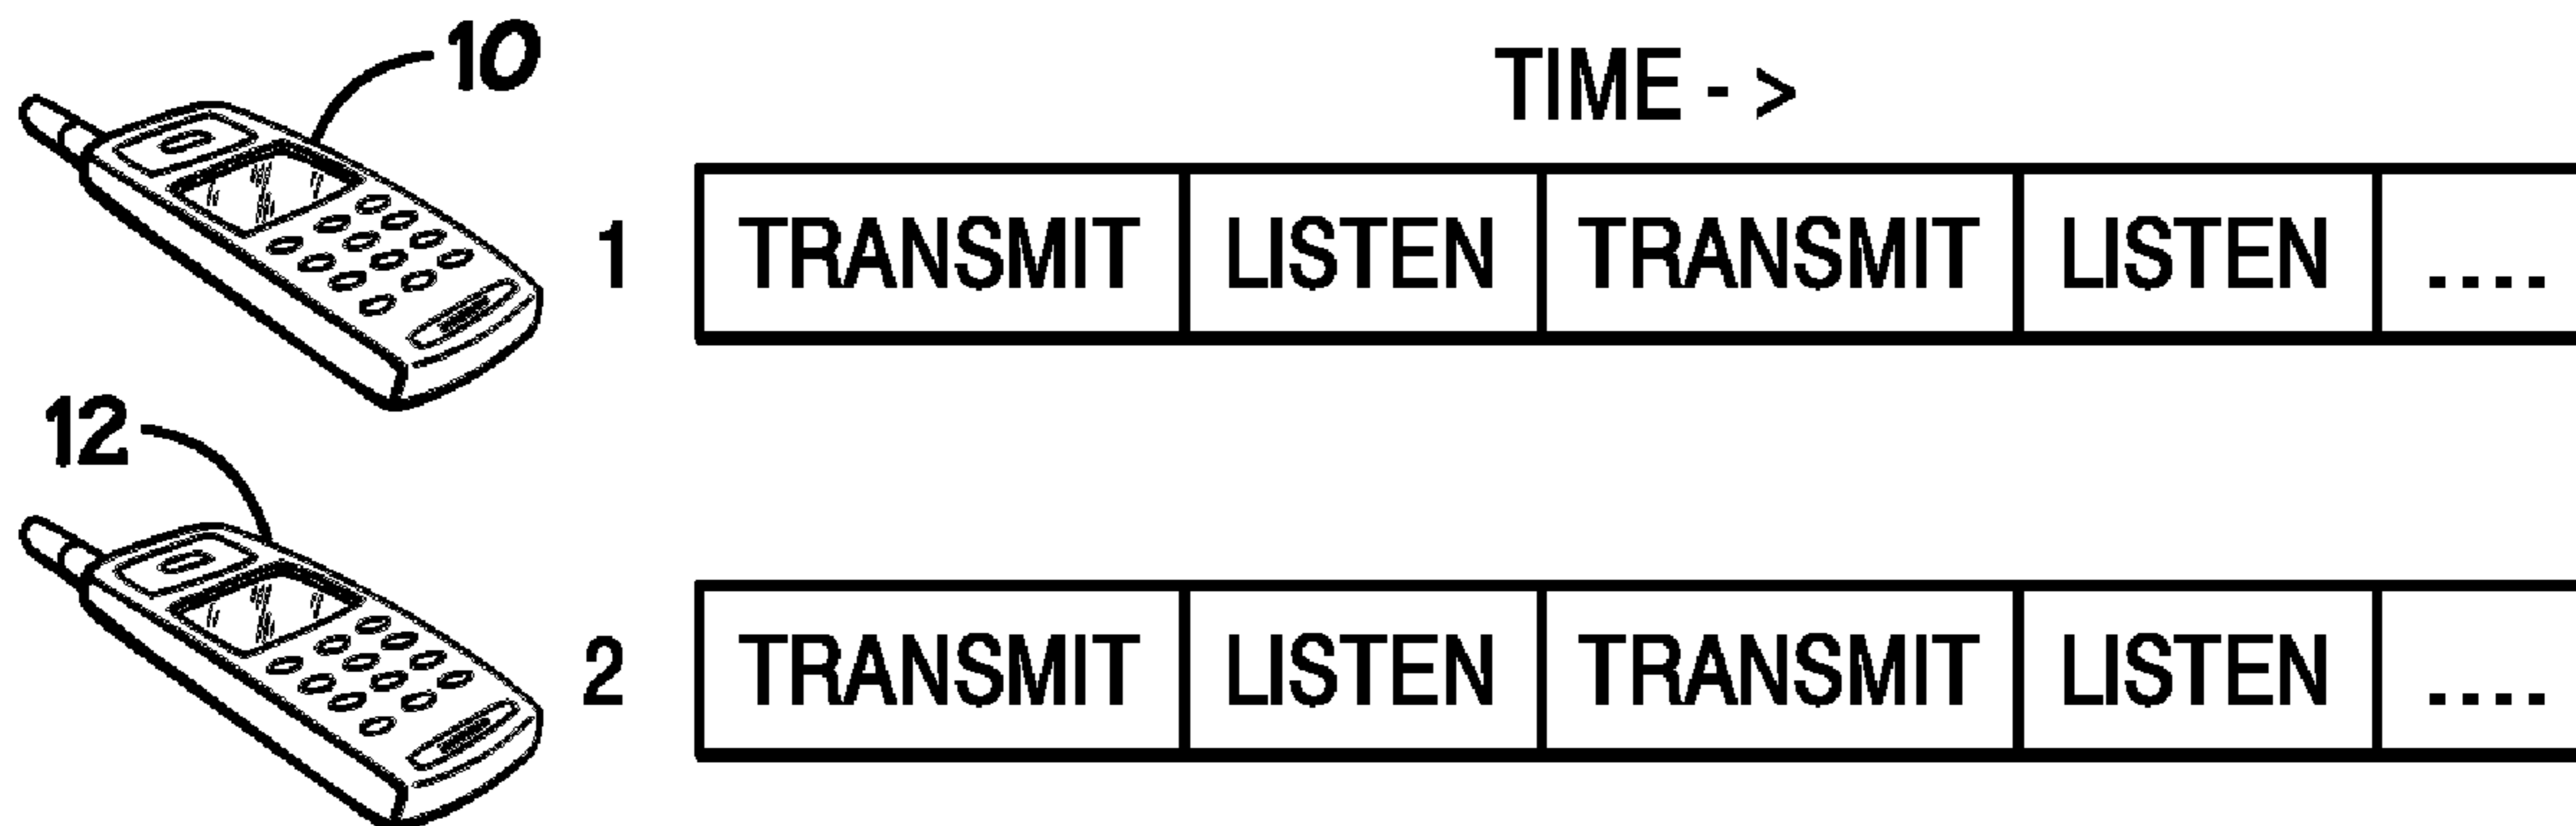 10
TIME - >
1 TRANSMIT LISTEN TRANSMIT LISTEN ....
12
2 TRANSMIT LISTEN TRANSMIT LISTEN ....